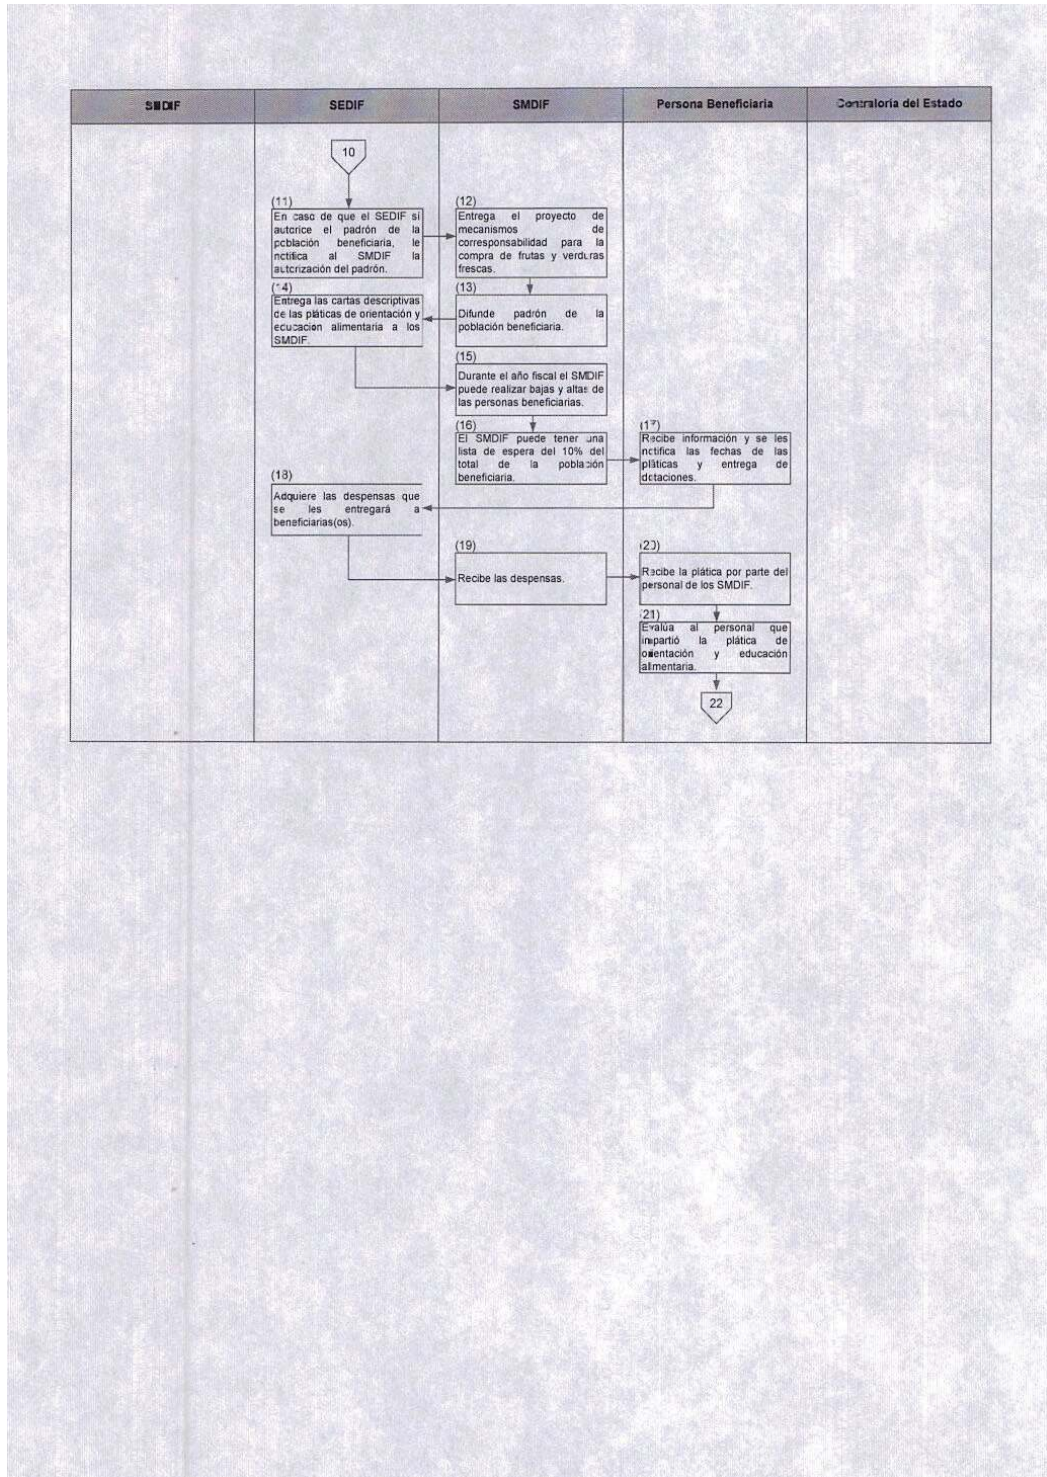 SMDIF
SEDIF
SMDIF
Persona Beneficiaria
Contraloría del Estado
10
(11)
En caso de que el SEDIF sí
autorice el padrón de la
población beneficiaria, le
notifica al SMDIF la
autorización del padrón.
(12)
Entrega el proyecto de
mecanismos de
corresponsabilidad para la
compra de frutas y verduras
frescas.
(13)
Difunde padrón de la
población beneficiaria.
(14)
Entrega las cartas descriptivas
de las pláticas de orientación y
educación alimentaria a los
SMDIF.
(15)
Durante el año fiscal el SMDIF
puede realizar bajas y altas de
las personas beneficiarias.
(16)
El SMDIF puede tener una
lista de espera del 10% del
total de la población
beneficiaria.
(17)
Recibe información y se les
notifica las fechas de las
pláticas y entrega de
dotaciones.
(18)
Adquiere las despensas que
se les entregará a
beneficiarias(os).
(19)
Recibe las despensas.
(20)
Recibe la plática por parte del
personal de los SMDIF.
(21)
Evalúa al personal que
impartió la plática de
orientación y educación
alimentaria.
22